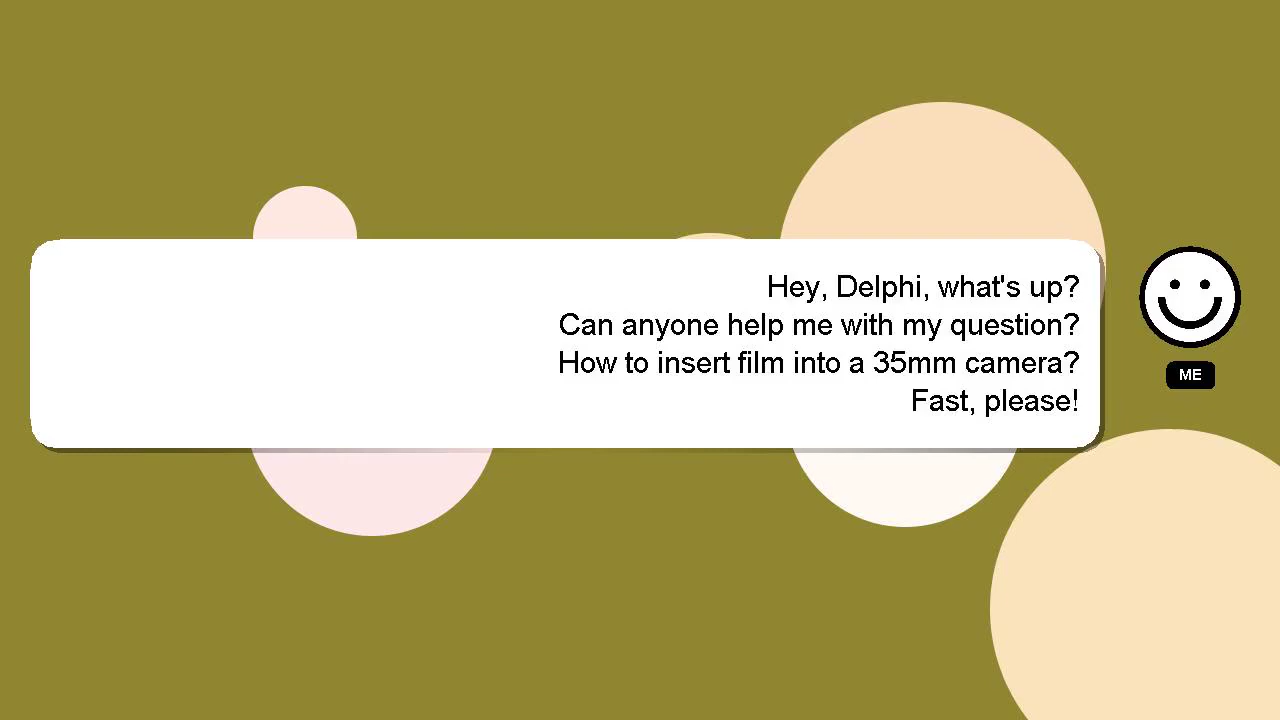 Hey, Delphi, what's up?
Can anyone help me with my question?
How to insert film into a 35mm camera?
Fast, please!
ME